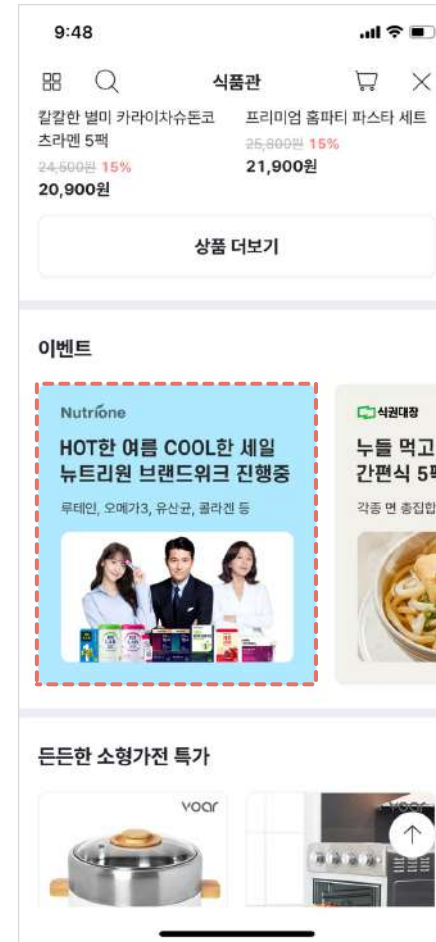 9:48
식품관
칼칼한 별미 카라이차슈돈코
츠라멘 5팩
24,500원 15%
20,900원
프리미엄 홈파티 파스타 세트
25,800원 15%
21,900원
상품 더보기
이벤트
Nutrione
HOT한 여름 COOL한 세일
뉴트리원 브랜드위크 진행중
루테인, 오메가3, 유산균, 콜라겐 등
식권대장
누들 먹고
간편식 5
각종 면 총집합
든든한 소형가전 특가
voar
voar